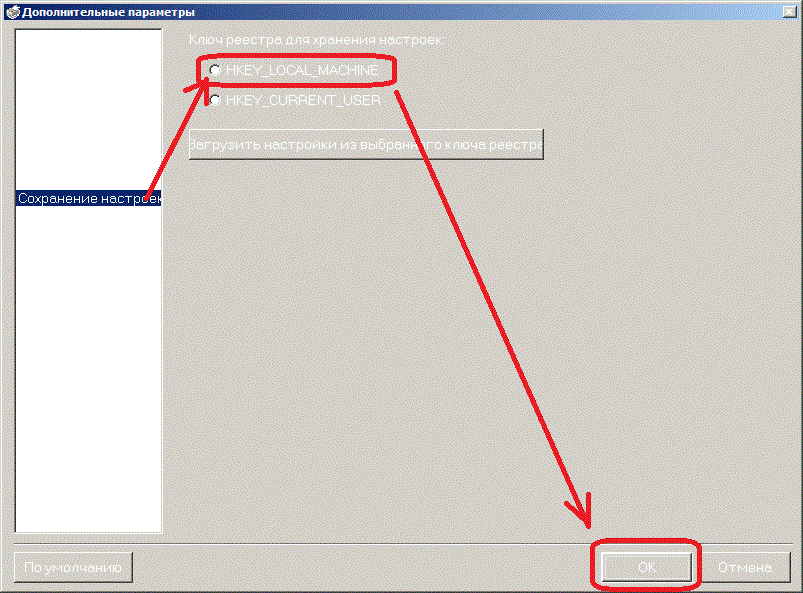 Дополнительные параметры
Ключ реестра для хранения настроек:
HKEY_LOCAL_MACHINE
HKEY_CURRENT_USER
Загрузить настройки из выбранного ключа реестра
Сохранение настроек
По умолчанию
OK
Отмена